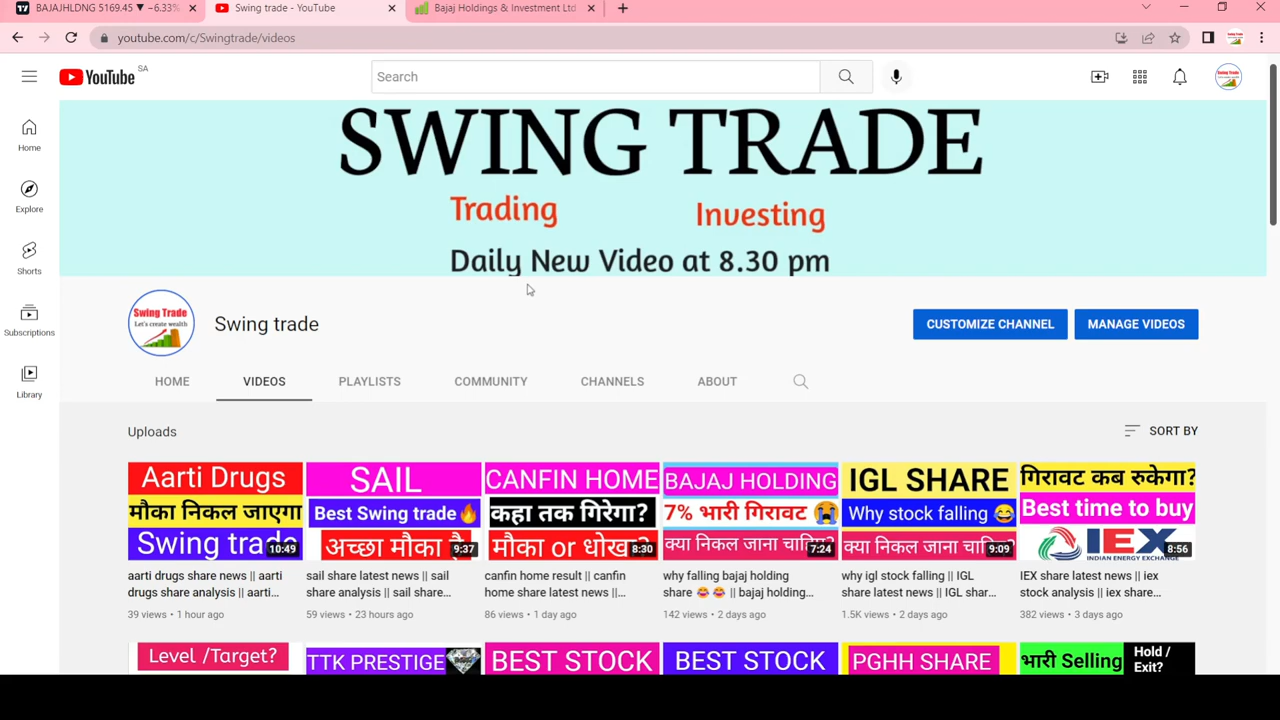 BAJAJHLDNG 5169.45 ▼ −6.33%
Swing trade - YouTube
Bajaj Holdings & Investment Ltd
youtube.com/c/Swingtrade/videos
YouTube SA
Search
SWING TRADE
Trading
Investing
Daily New Video at 8.30 pm
Home
Explore
Shorts
Subscriptions
Library
Swing Trade
Let's create wealth
Swing trade
CUSTOMIZE CHANNEL
MANAGE VIDEOS
HOME
VIDEOS
PLAYLISTS
COMMUNITY
CHANNELS
ABOUT
Uploads
SORT BY
Aarti Drugs
मौका निकल जाएगा
Swing trade
10:49
aarti drugs share news || aarti
drugs share analysis || aarti...
39 views • 1 hour ago
SAIL
Best Swing trade🔥
अच्छा मौका है
9:37
sail share latest news || sail
share analysis || sail share...
59 views • 23 hours ago
CANFIN HOME
कहा तक गिरेगा?
मौका or धोखा?
8:30
canfin home result || canfin
home share latest news ||...
86 views • 1 day ago
BAJAJ HOLDING
7% भारी गिरावट 😭
क्या निकल जाना चाहिए?
7:24
why falling bajaj holding
share 😂😂 || bajaj holding...
142 views • 2 days ago
IGL SHARE
Why stock falling 😂
क्या निकल जाना चाहिए?
9:09
why igl stock falling || IGL
share latest news || IGL shar...
1.5K views • 2 days ago
गिरावट कब रुकेगा?
Best time to buy
IEX
INDIAN ENERGY EXCHANGE
8:56
IEX share latest news || iex
stock analysis || iex share...
382 views • 3 days ago
Level /Target?
TTK PRESTIGE
BEST STOCK
BEST STOCK
PGHH SHARE
भारी Selling
Hold /
Exit?